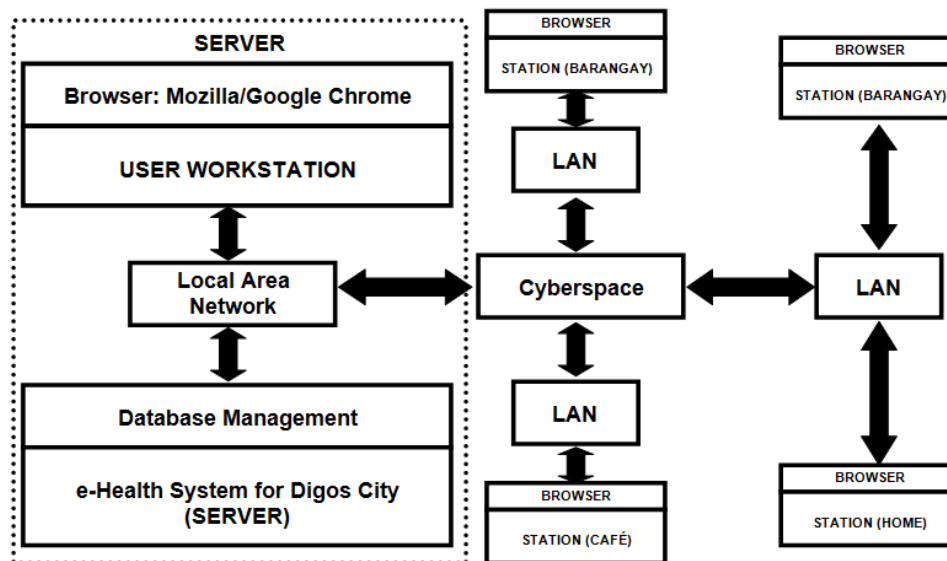 SERVER
Browser: Mozilla/Google Chrome
USER WORKSTATION
Local Area
Network
Database Management
e-Health System for Digos City
(SERVER)
BROWSER
STATION (BARANGAY)
LAN
Cyberspace
LAN
BROWSER
STATION (CAFÉ)
BROWSER
STATION (BARANGAY)
LAN
BROWSER
STATION (HOME)